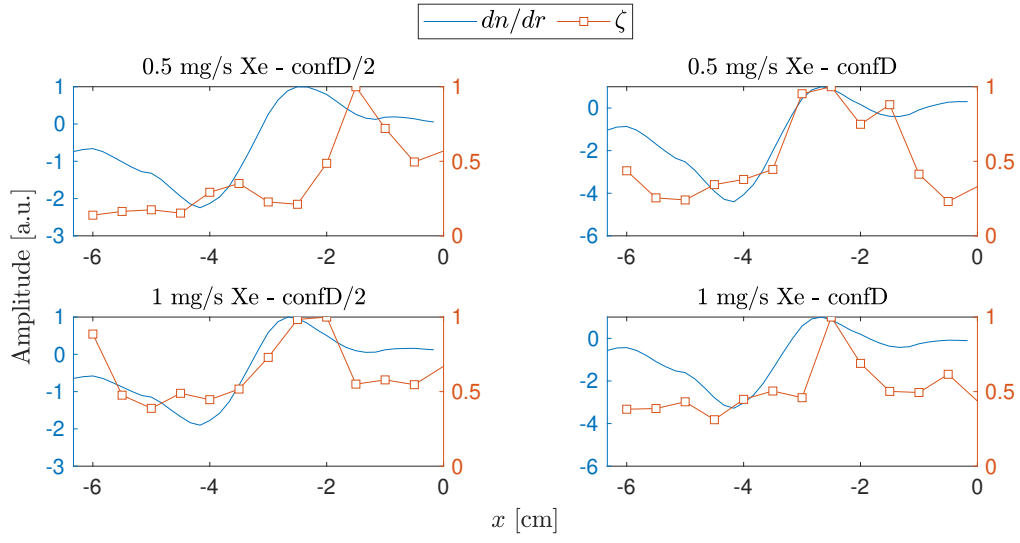 dn/dr ζ
0.5 mg/s Xe - confD/2
0.5 mg/s Xe - confD
1 mg/s Xe - confD/2
1 mg/s Xe - confD
Amplitude [a.u.]
x [cm]
1 0 -1 -2 -3
1 0.5 0
-6 -4 -2 0
0 -2 -4 -6
1 0.5 0
-6 -4 -2 0
1 0 -1 -2 -3
1 0.5 0
-6 -4 -2 0
0 -2 -4 -6
1 0.5 0
-6 -4 -2 0